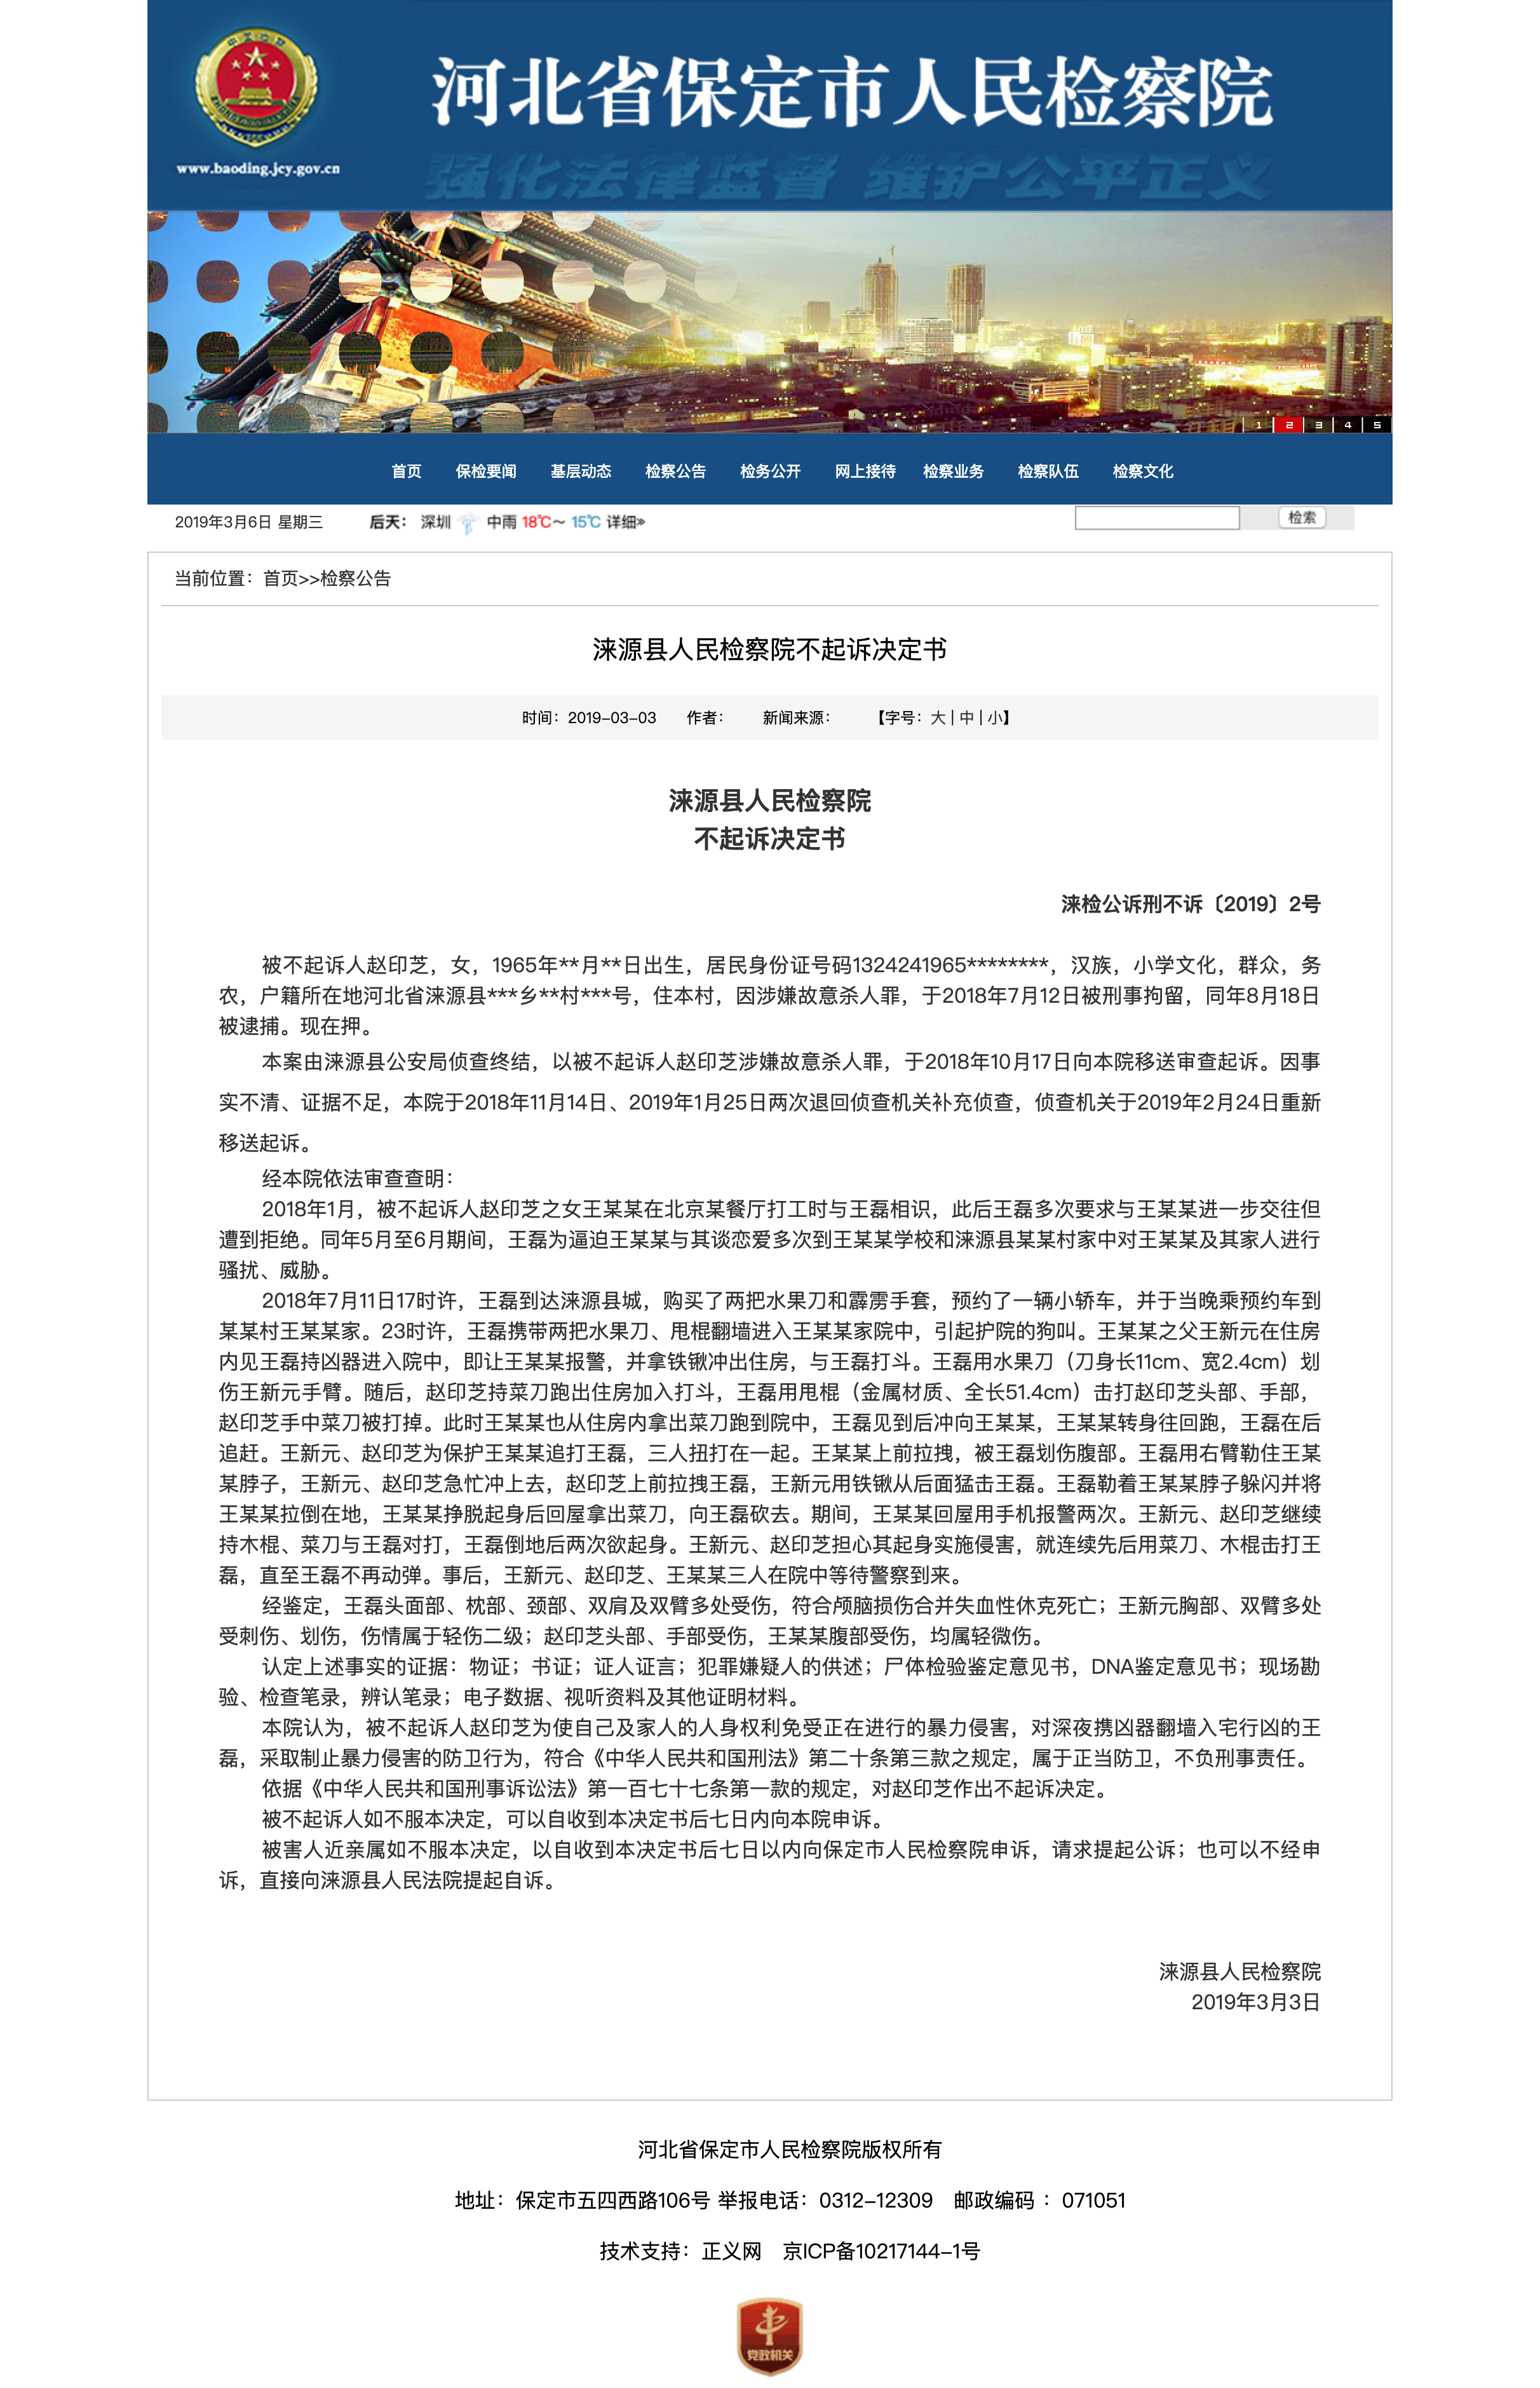 河北省保定市人民检察院
www.baoding.jcy.gov.cn
强化法律监督 维护公平正义
1 2 3 4 5
首页 保检要闻 基层动态 检察公告 检务公开 网上接待 检察业务 检察队伍 检察文化
2019年3月6日 星期三 后天： 深圳 中雨 18℃～ 15℃ 详细» 检索
当前位置：首页>>检察公告
涞源县人民检察院不起诉决定书
时间：2019-03-03 作者： 新闻来源： 【字号：大 | 中 | 小】
涞源县人民检察院
不起诉决定书
涞检公诉刑不诉〔2019〕2号
被不起诉人赵印芝，女，1965年**月**日出生，居民身份证号码1324241965********，汉族，小学文化，群众，务
农，户籍所在地河北省涞源县***乡**村***号，住本村，因涉嫌故意杀人罪，于2018年7月12日被刑事拘留，同年8月18日
被逮捕。现在押。
本案由涞源县公安局侦查终结，以被不起诉人赵印芝涉嫌故意杀人罪，于2018年10月17日向本院移送审查起诉。因事
实不清、证据不足，本院于2018年11月14日、2019年1月25日两次退回侦查机关补充侦查，侦查机关于2019年2月24日重新
移送起诉。
经本院依法审查查明：
2018年1月，被不起诉人赵印芝之女王某某在北京某餐厅打工时与王磊相识，此后王磊多次要求与王某某进一步交往但
遭到拒绝。同年5月至6月期间，王磊为逼迫王某某与其谈恋爱多次到王某某学校和涞源县某某村家中对王某某及其家人进行
骚扰、威胁。
2018年7月11日17时许，王磊到达涞源县城，购买了两把水果刀和霹雳手套，预约了一辆小轿车，并于当晚乘预约车到
某某村王某某家。23时许，王磊携带两把水果刀、甩棍翻墙进入王某某家院中，引起护院的狗叫。王某某之父王新元在住房
内见王磊持凶器进入院中，即让王某某报警，并拿铁锹冲出住房，与王磊打斗。王磊用水果刀（刀身长11cm、宽2.4cm）划
伤王新元手臂。随后，赵印芝持菜刀跑出住房加入打斗，王磊用甩棍（金属材质、全长51.4cm）击打赵印芝头部、手部，
赵印芝手中菜刀被打掉。此时王某某也从住房内拿出菜刀跑到院中，王磊见到后冲向王某某，王某某转身往回跑，王磊在后
追赶。王新元、赵印芝为保护王某某追打王磊，三人扭打在一起。王某某上前拉拽，被王磊划伤腹部。王磊用右臂勒住王某
某脖子，王新元、赵印芝急忙冲上去，赵印芝上前拉拽王磊，王新元用铁锹从后面猛击王磊。王磊勒着王某某脖子躲闪并将
王某某拉倒在地，王某某挣脱起身后回屋拿出菜刀，向王磊砍去。期间，王某某回屋用手机报警两次。王新元、赵印芝继续
持木棍、菜刀与王磊对打，王磊倒地后两次欲起身。王新元、赵印芝担心其起身实施侵害，就连续先后用菜刀、木棍击打王
磊，直至王磊不再动弹。事后，王新元、赵印芝、王某某三人在院中等待警察到来。
经鉴定，王磊头面部、枕部、颈部、双肩及双臂多处受伤，符合颅脑损伤合并失血性休克死亡；王新元胸部、双臂多处
受刺伤、划伤，伤情属于轻伤二级；赵印芝头部、手部受伤，王某某腹部受伤，均属轻微伤。
认定上述事实的证据：物证；书证；证人证言；犯罪嫌疑人的供述；尸体检验鉴定意见书，DNA鉴定意见书；现场勘
验、检查笔录，辨认笔录；电子数据、视听资料及其他证明材料。
本院认为，被不起诉人赵印芝为使自己及家人的人身权利免受正在进行的暴力侵害，对深夜携凶器翻墙入宅行凶的王
磊，采取制止暴力侵害的防卫行为，符合《中华人民共和国刑法》第二十条第三款之规定，属于正当防卫，不负刑事责任。
依据《中华人民共和国刑事诉讼法》第一百七十七条第一款的规定，对赵印芝作出不起诉决定。
被不起诉人如不服本决定，可以自收到本决定书后七日内向本院申诉。
被害人近亲属如不服本决定，以自收到本决定书后七日以内向保定市人民检察院申诉，请求提起公诉；也可以不经申
诉，直接向涞源县人民法院提起自诉。
涞源县人民检察院
2019年3月3日
河北省保定市人民检察院版权所有
地址：保定市五四西路106号 举报电话：0312-12309 邮政编码 ：071051
技术支持：正义网 京ICP备10217144-1号
党政机关